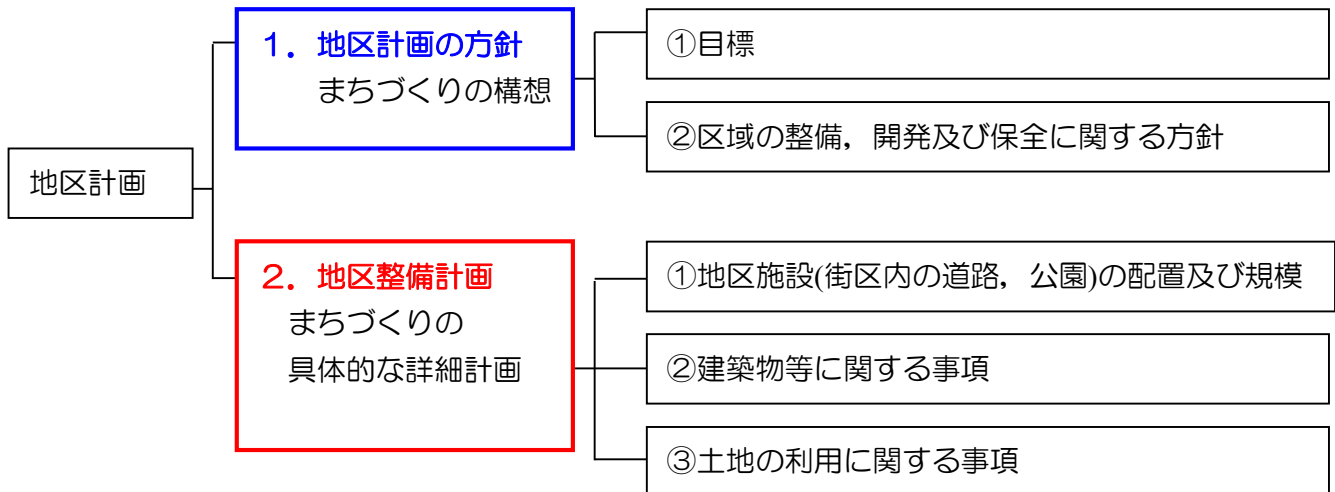 地区計画
1．地区計画の方針
まちづくりの構想
①目標
②区域の整備，開発及び保全に関する方針
2．地区整備計画
まちづくりの
具体的な詳細計画
①地区施設(街区内の道路，公園)の配置及び規模
②建築物等に関する事項
③土地の利用に関する事項